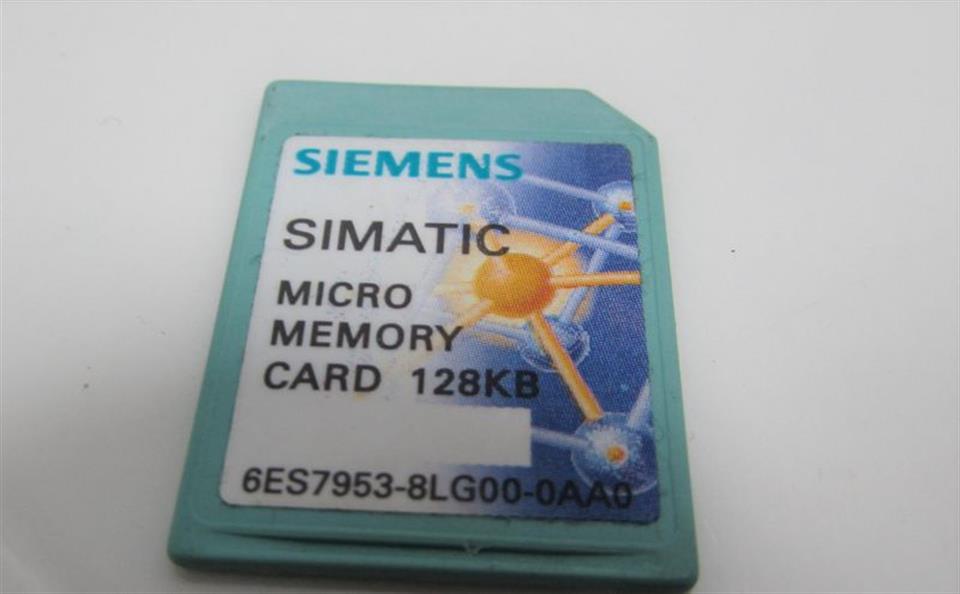 SIEMENS
SIMATIC
MICRO
MEMORY
CARD 128KB
6ES7953-8LG00-0AA0